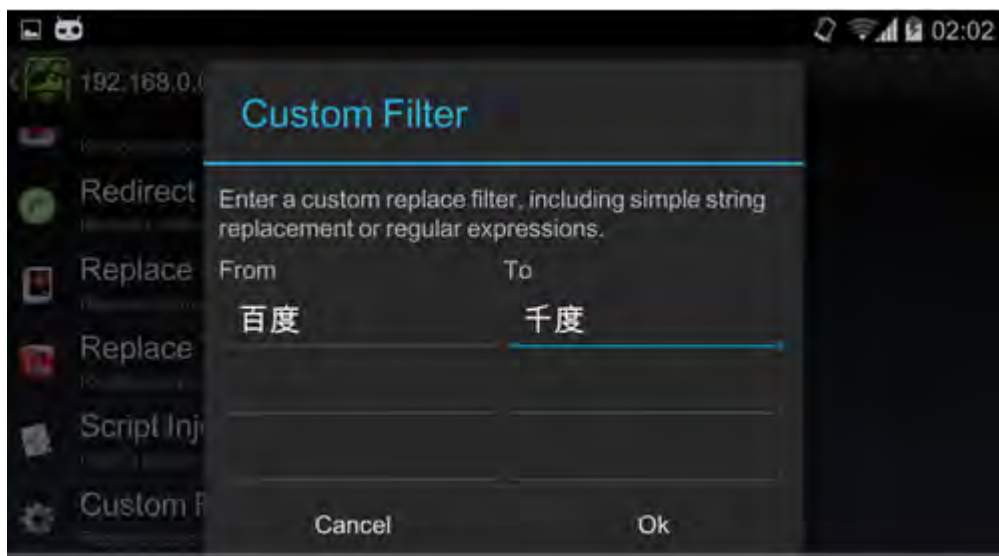 02:02
192.168.0.
Custom Filter
Redirect
Enter a custom replace filter, including simple string
replacement or regular expressions.
Replace
From
To
百度
千度
Replace
Script Inj
Custom F
Cancel
Ok